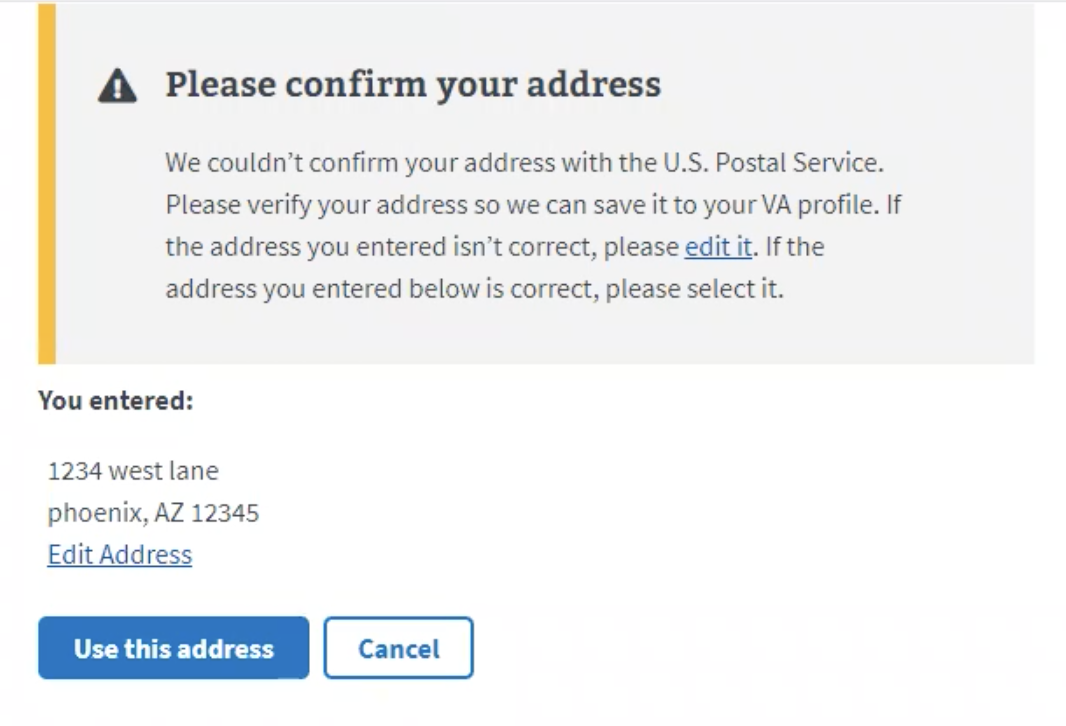 Please confirm your address
We couldn’t confirm your address with the U.S. Postal Service.
Please verify your address so we can save it to your VA profile. If
the address you entered isn’t correct, please edit it. If the
address you entered below is correct, please select it.
You entered:
1234 west lane
phoenix, AZ 12345
Edit Address
Use this address Cancel